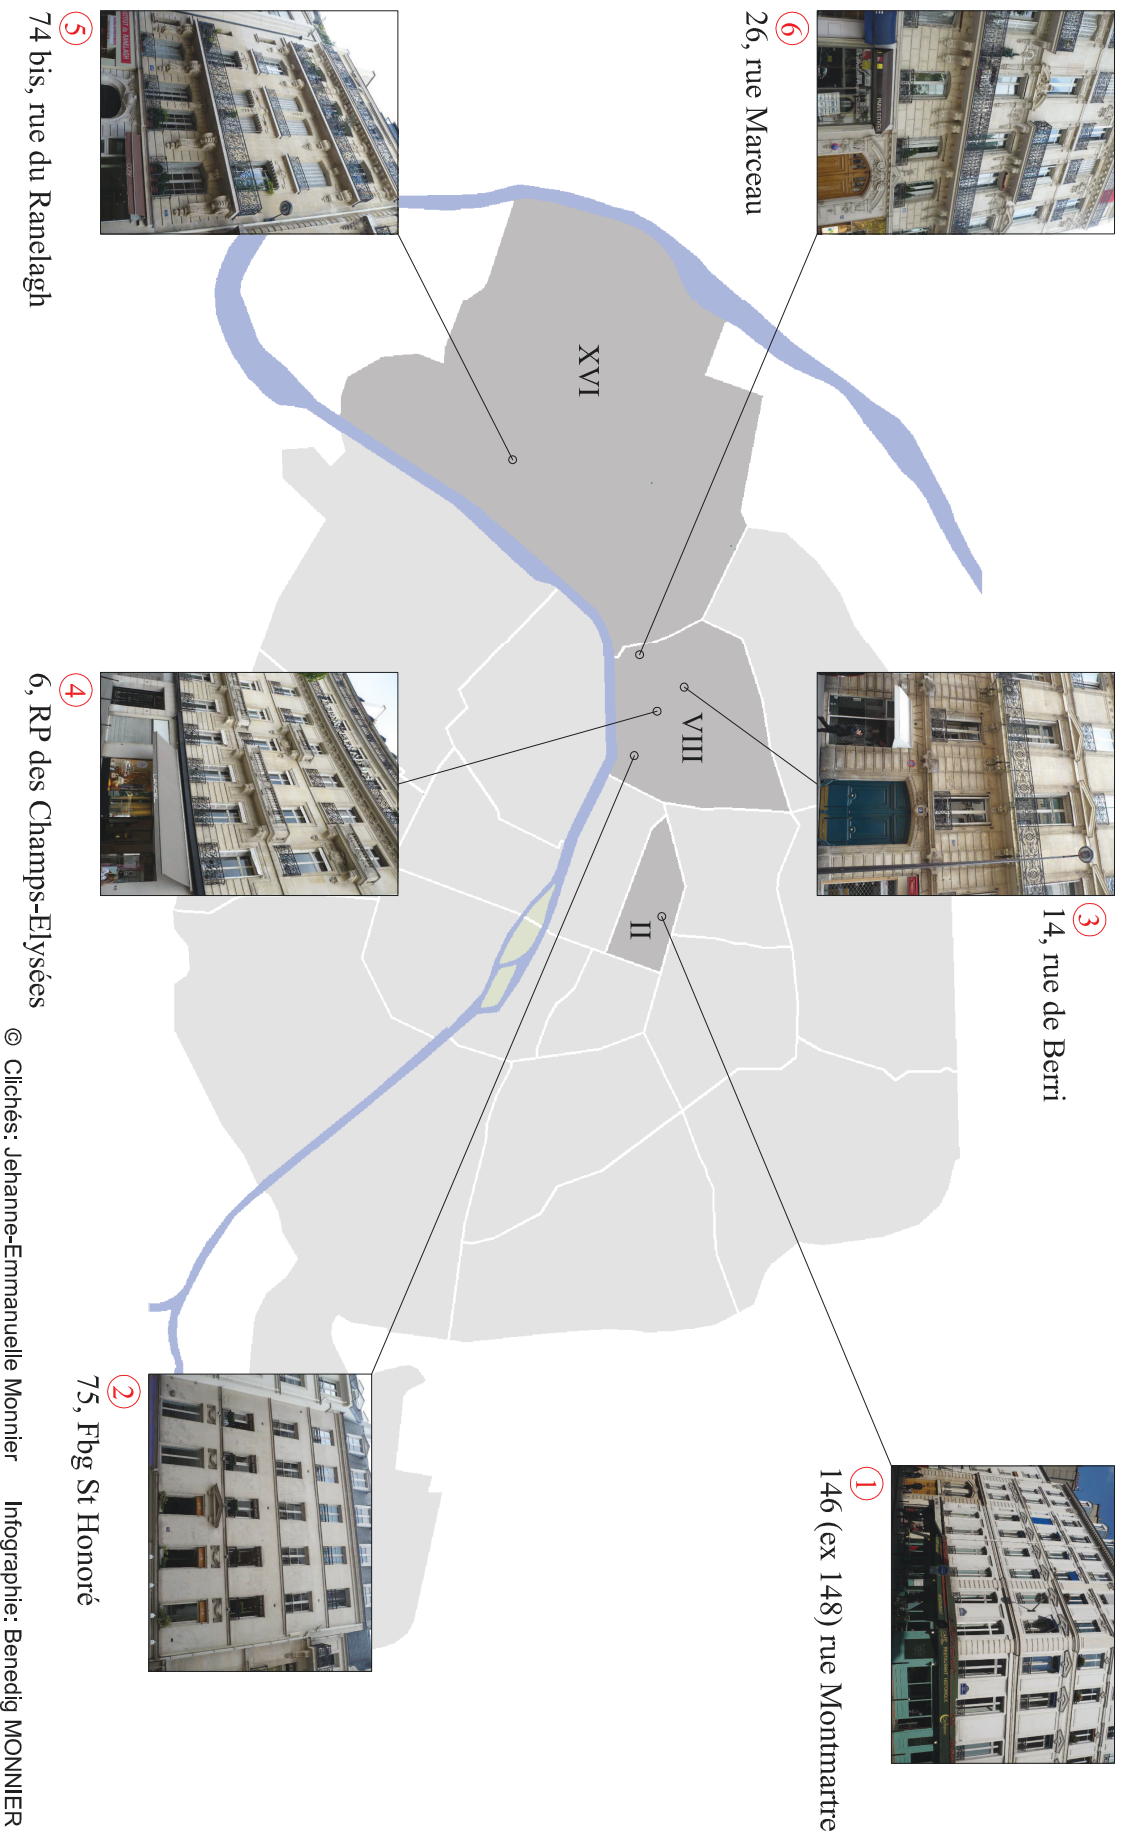 ⑥
26, rue Marceau
③
14, rue de Berri
①
146 (ex 148) rue Montmartre
XVI
VIII
II
⑤
74 bis, rue du Ranelagh
④
6, RP des Champs-Elysées
②
75, Fbg St Honoré
© Clichés: Jehanne-Emmanuelle Monnier Infographie: Benedig MONNIER